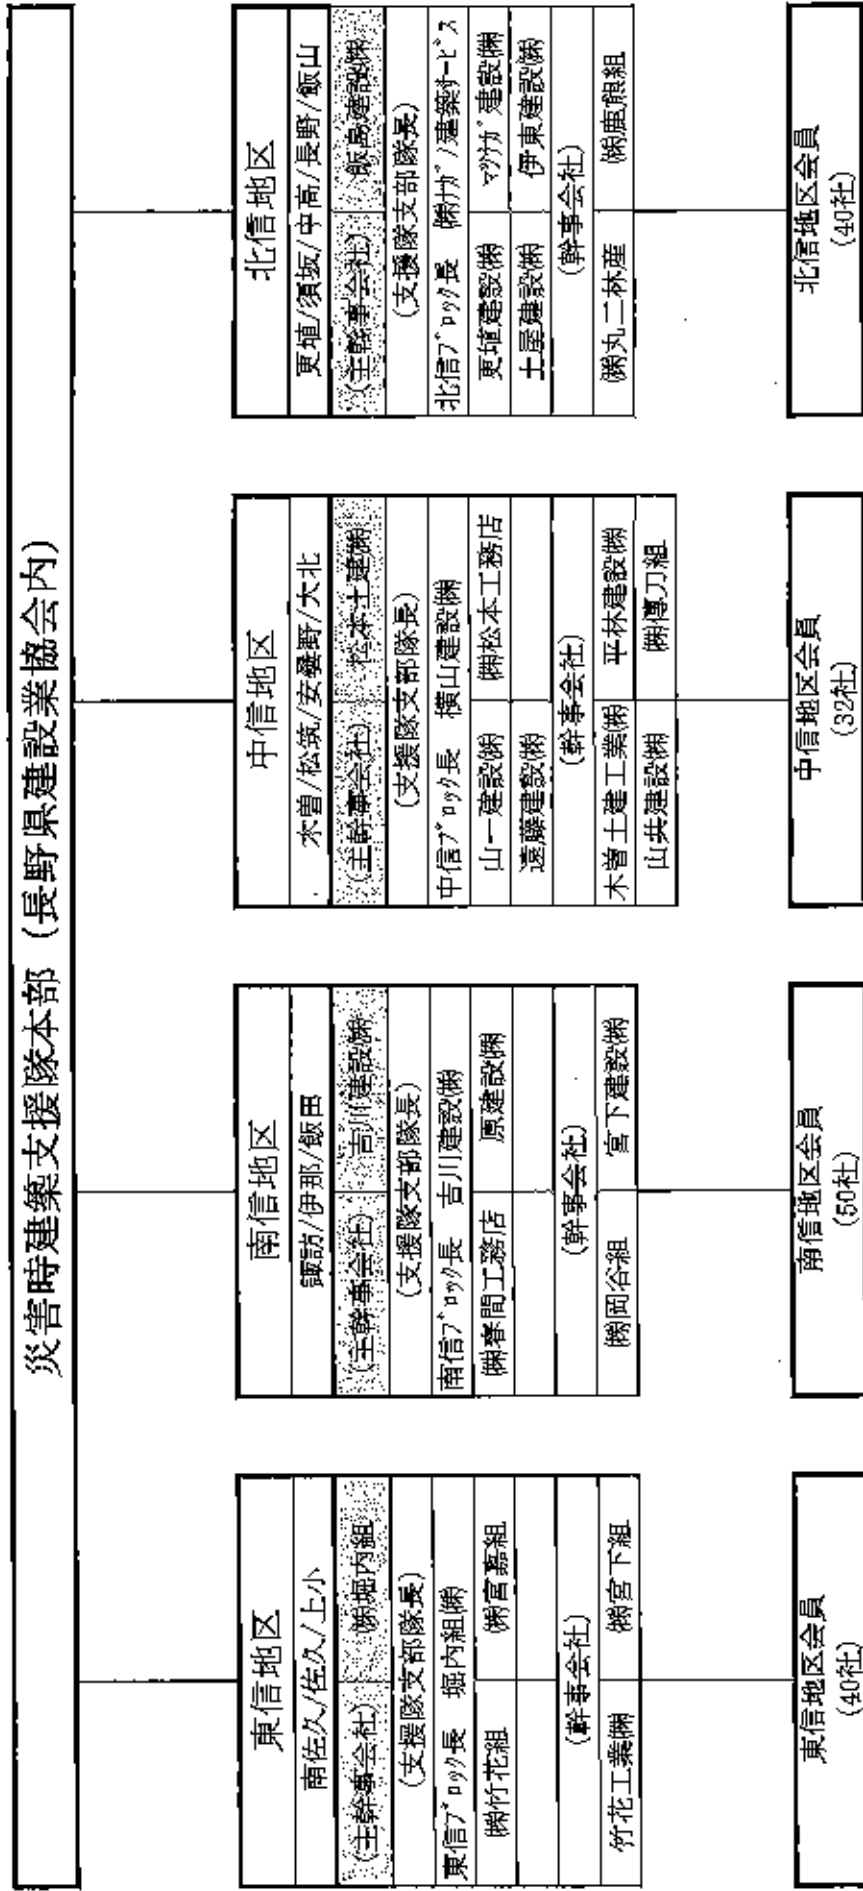 災害時建築支援隊本部（長野県建設業協会内）
東信地区
南佐久/佐久/上小
(主幹事会社) ㈱堀内組
(支援隊支部隊長)
東信ブロック長 堀内組㈱
㈱竹花組 ㈱宮嘉組
(幹事会社)
竹花工業㈱ ㈱宮下組
東信地区会員
(40社)
南信地区
諏訪/伊那/飯田
(主幹事会社) 吉川建設㈱
(支援隊支部隊長)
南信ブロック長 吉川建設㈱
㈱春間工務店 原建設㈱
(幹事会社)
㈱岡谷組 宮下建設㈱
南信地区会員
(50社)
中信地区
木曽/松筑/安曇野/大北
(主幹事会社) 松本土建㈱
(支援隊支部隊長)
中信ブロック長 横山建設㈱
山一建設㈱ ㈱松本工務店
遠藤建設㈱
(幹事会社)
木曽土建工業㈱ 平林建設㈱
山共建設㈱ ㈱傳刀組
中信地区会員
(32社)
北信地区
更埴/須坂/中高/長野/飯山
(主幹事会社) 飯島建設㈱
(支援隊支部隊長)
北信ブロック長 ㈱ナガノ建築サービス
更埴建設㈱ マツナガ建設㈱
土屋建設㈱ 伊東建設㈱
(幹事会社)
㈱丸二林産 ㈱鹿熊組
北信地区会員
(40社)